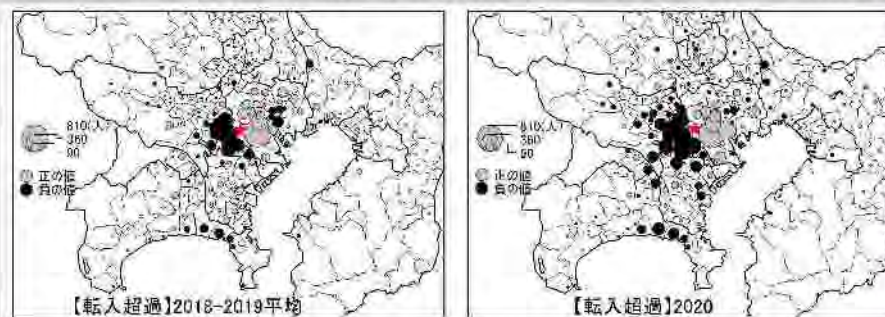 810(人)
360
90
正の値
負の値
【転入超過】2018-2019平均
810(人)
360
90
正の値
負の値
【転入超過】2020